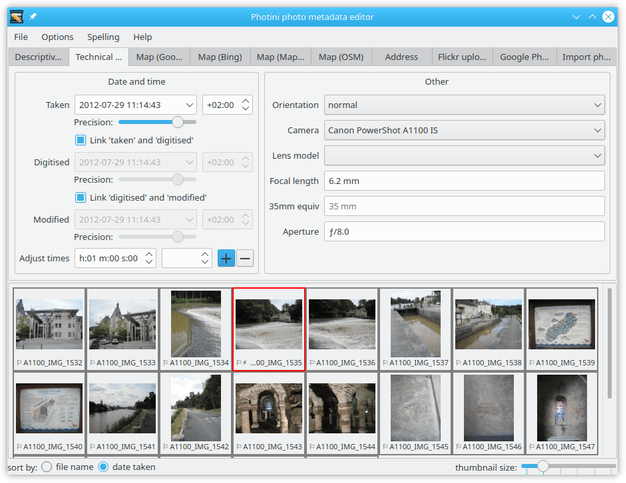 Photini photo metadata editor
File Options Spelling Help
Descriptiv... Technical ... Map (Goo... Map (Bing) Map (Map... Map (OSM) Address Flickr uplo... Google Ph... Import ph...
Date and time
Taken 2012-07-29 11:14:43 +02:00
Precision:
Link 'taken' and 'digitised'
Digitised 2012-07-29 11:14:43 +02:00
Precision:
Link 'digitised' and 'modified'
Modified 2012-07-29 11:14:43 +02:00
Precision:
Adjust times h:01 m:00 s:00
Other
Orientation normal
Camera Canon PowerShot A1100 IS
Lens model
Focal length 6.2 mm
35mm equiv 35 mm
Aperture ƒ/8.0
A1100_IMG_1532 A1100_IMG_1533 A1100_IMG_1534 ...00_IMG_1535 A1100_IMG_1536 A1100_IMG_1537 A1100_IMG_1538 A1100_IMG_1539
A1100_IMG_1540 A1100_IMG_1541 A1100_IMG_1542 A1100_IMG_1543 A1100_IMG_1544 A1100_IMG_1545 A1100_IMG_1546 A1100_IMG_1547
sort by: file name date taken thumbnail size: